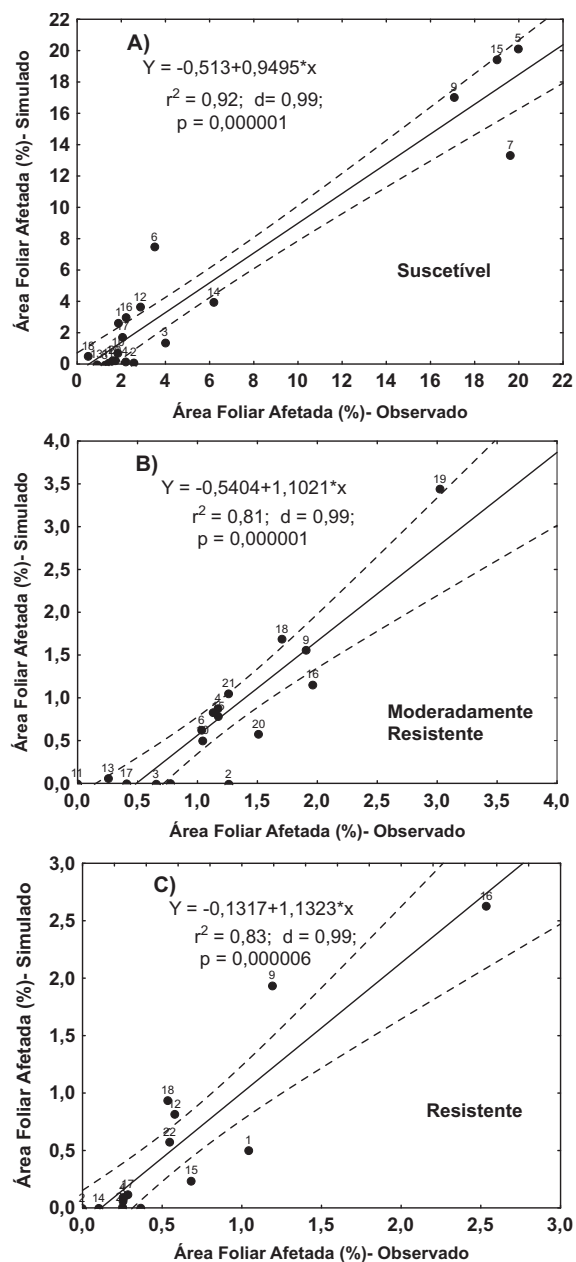 A)
Y = -0,513+0,9495*x
r2 = 0,92; d= 0,99;
p = 0,000001
Suscetível
Área Foliar Afetada (%)- Simulado
22
20
18
16
14
12
10
8
6
4
2
0
15
5
9
7
6
12
16
1
14
3
18
2
13
0 2 4 6 8 10 12 14 16 18 20 22
Área Foliar Afetada (%)- Observado
B)
Y = -0,5404+1,1021*x
r2 = 0,81; d = 0,99;
p = 0,000001
Moderadamente
Resistente
Área Foliar Afetada (%)- Simulado
4,0
3,5
3,0
2,5
2,0
1,5
1,0
0,5
0,0
19
18
9
16
21
4
6
20
11
13
17
3
2
0,0 0,5 1,0 1,5 2,0 2,5 3,0 3,5 4,0
Área Foliar Afetada (%)- Observado
C)
Y = -0,1317+1,1323*x
r2 = 0,83; d = 0,99;
p = 0,000006
Resistente
Área Foliar Afetada (%)- Simulado
3,0
2,5
2,0
1,5
1,0
0,5
0,0
16
9
18
12
22
1
15
17
2
14
0,0 0,5 1,0 1,5 2,0 2,5 3,0
Área Foliar Afetada (%)- Observado